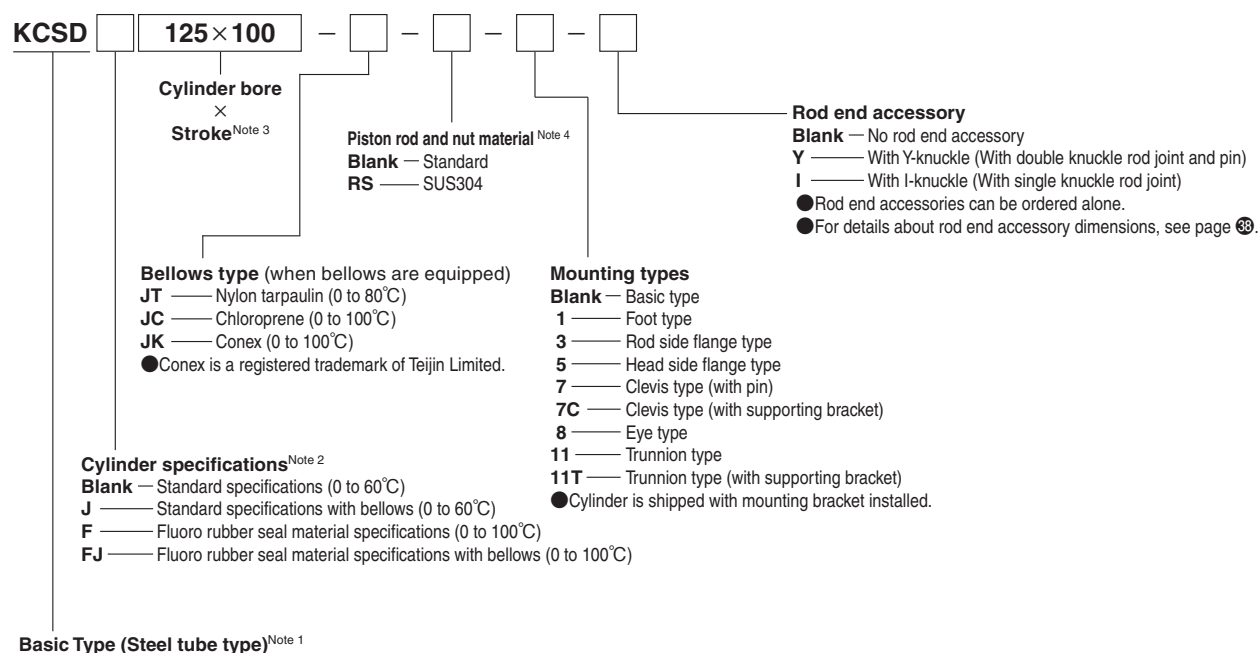 KCSD 125×100 – – – –
Cylinder bore
×
Stroke Note 3
Piston rod and nut material Note 4
Blank — Standard
RS — SUS304
Rod end accessory
Blank — No rod end accessory
Y — With Y-knuckle (With double knuckle rod joint and pin)
I — With I-knuckle (With single knuckle rod joint)
●Rod end accessories can be ordered alone.
●For details about rod end accessory dimensions, see page 38.
Bellows type (when bellows are equipped)
JT — Nylon tarpaulin (0 to 80℃)
JC — Chloroprene (0 to 100℃)
JK — Conex (0 to 100℃)
●Conex is a registered trademark of Teijin Limited.
Mounting types
Blank — Basic type
1 — Foot type
3 — Rod side flange type
5 — Head side flange type
7 — Clevis type (with pin)
7C — Clevis type (with supporting bracket)
8 — Eye type
11 — Trunnion type
11T — Trunnion type (with supporting bracket)
●Cylinder is shipped with mounting bracket installed.
Cylinder specifications Note 2
Blank — Standard specifications (0 to 60℃)
J — Standard specifications with bellows (0 to 60℃)
F — Fluoro rubber seal material specifications (0 to 100℃)
FJ — Fluoro rubber seal material specifications with bellows (0 to 100℃)
Basic Type (Steel tube type) Note 1